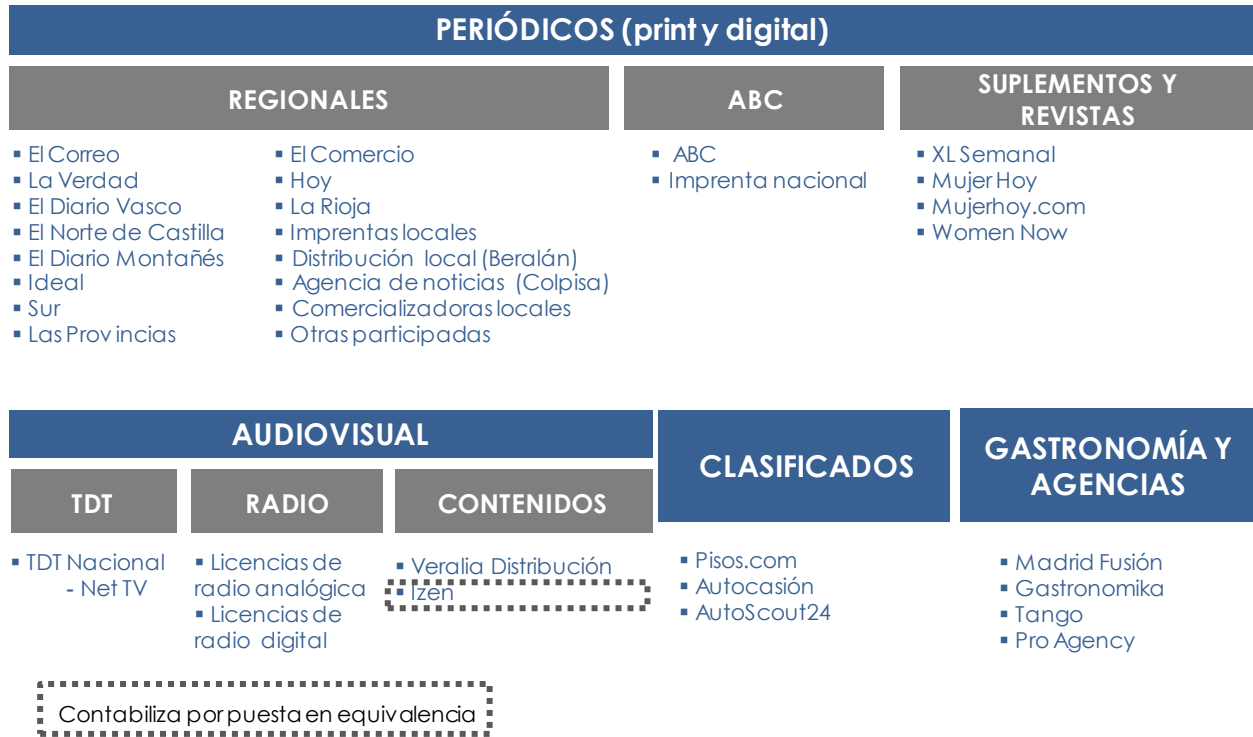 PERIÓDICOS (print y digital)
REGIONALES
▪ El Correo
▪ La Verdad
▪ El Diario Vasco
▪ El Norte de Castilla
▪ El Diario Montañés
▪ Ideal
▪ Sur
▪ Las Provincias
▪ El Comercio
▪ Hoy
▪ La Rioja
▪ Imprentas locales
▪ Distribución local (Beralán)
▪ Agencia de noticias (Colpisa)
▪ Comercializadoras locales
▪ Otras participadas
ABC
▪ ABC
▪ Imprenta nacional
SUPLEMENTOS Y
REVISTAS
▪ XL Semanal
▪ Mujer Hoy
▪ Mujerhoy.com
▪ Women Now
AUDIOVISUAL
TDT
▪ TDT Nacional
- Net TV
RADIO
▪ Licencias de
radio analógica
▪ Licencias de
radio digital
CONTENIDOS
▪ Veralia Distribución
▪ Izen
CLASIFICADOS
▪ Pisos.com
▪ Autocasión
▪ AutoScout24
GASTRONOMÍA Y
AGENCIAS
▪ Madrid Fusión
▪ Gastronomika
▪ Tango
▪ Pro Agency
Contabiliza por puesta en equivalencia